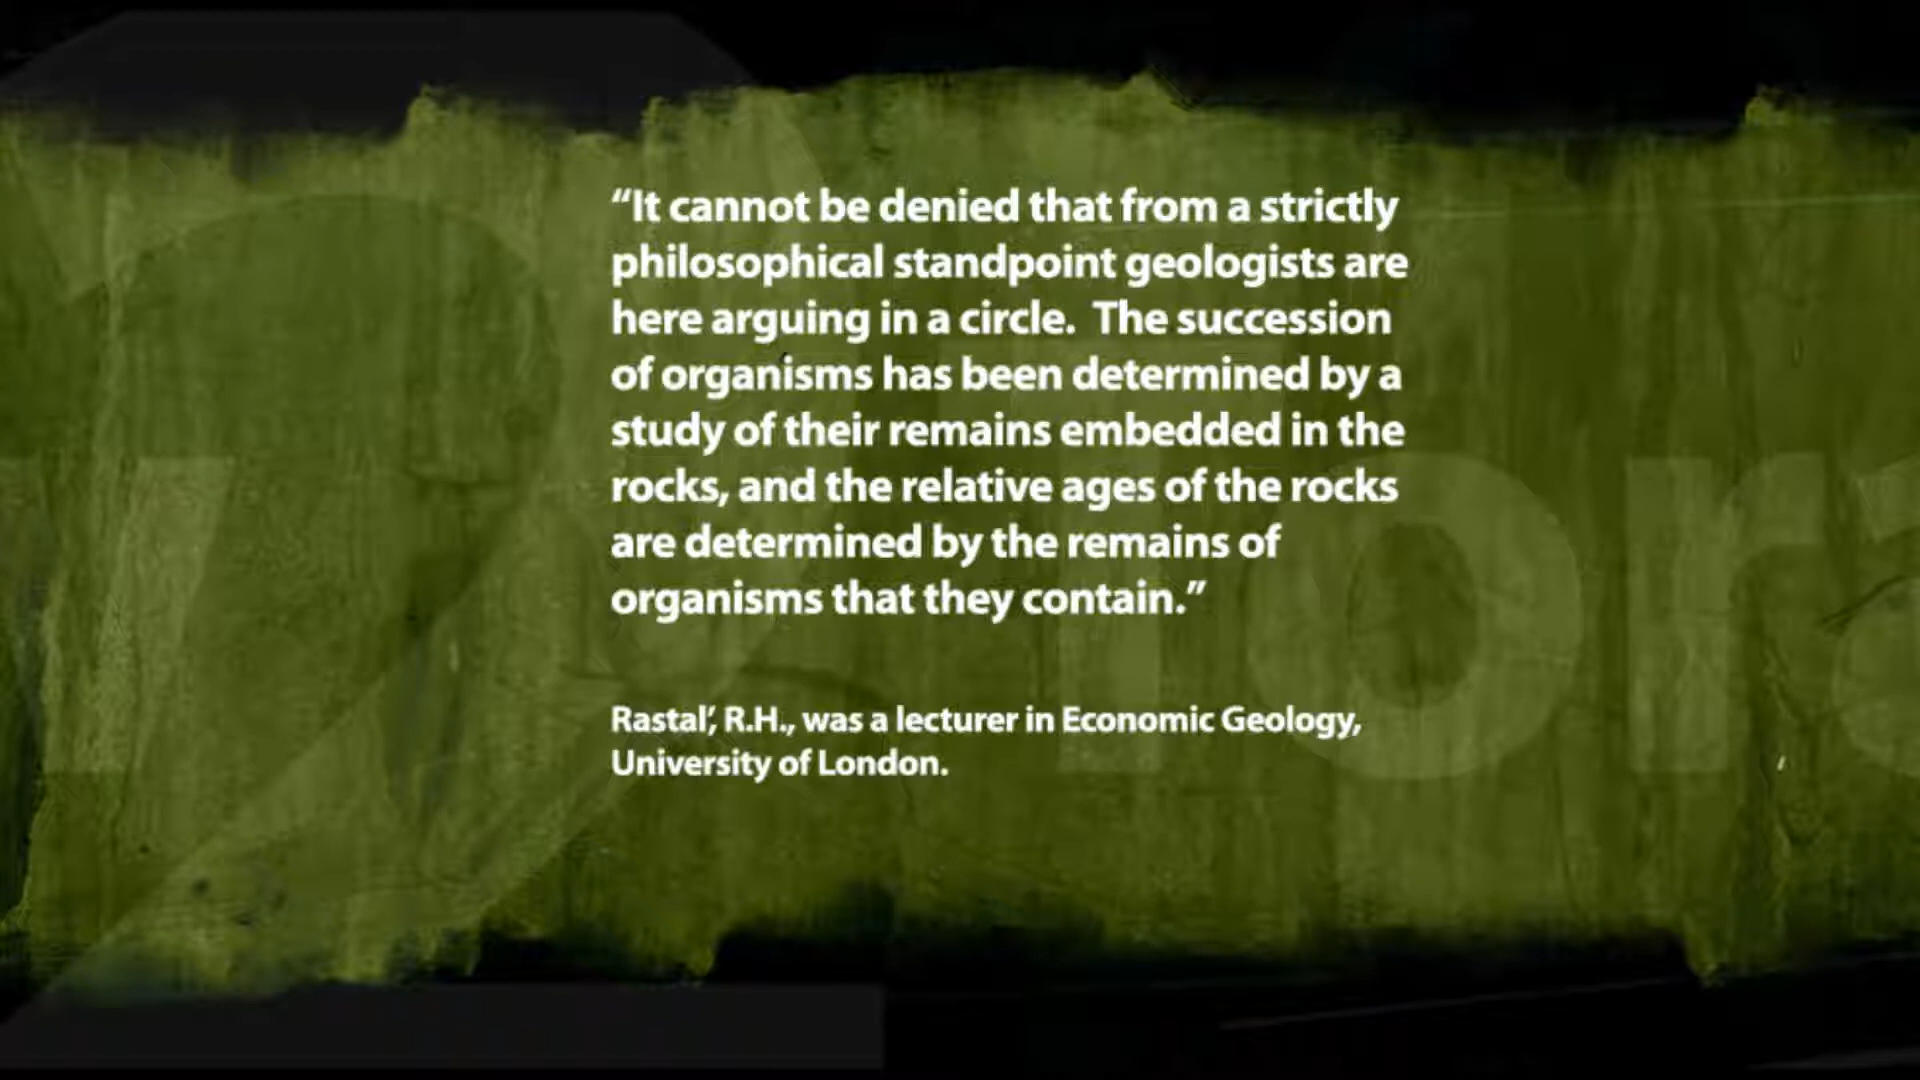 “It cannot be denied that from a strictly
philosophical standpoint geologists are
here arguing in a circle.  The succession
of organisms has been determined by a
study of their remains embedded in the
rocks, and the relative ages of the rocks
are determined by the remains of
organisms that they contain.”
Rastal’, R.H., was a lecturer in Economic Geology,
University of London.